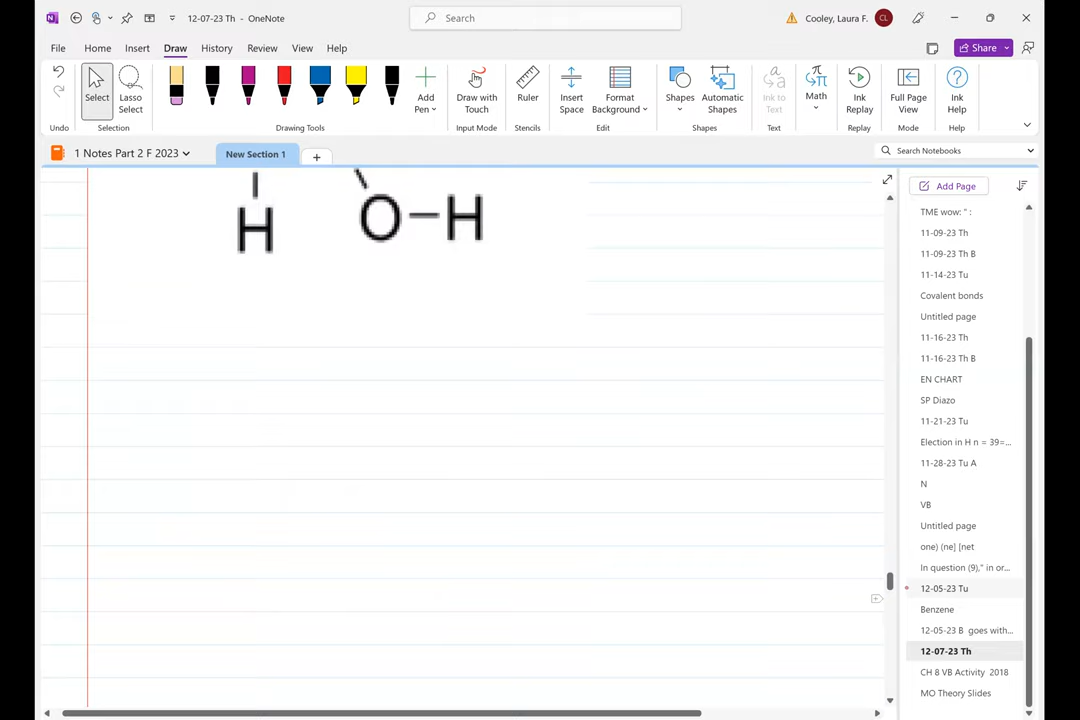 12-07-23 Th - OneNote
Search
Cooley, Laura F.
CL
File Home Insert Draw History Review View Help
Share
Select
Lasso Select
Add Pen
Draw with Touch
Ruler
Insert Space
Format Background
Shapes
Automatic Shapes
Ink to Text
Math
Ink Replay
Full Page View
Ink Help
Undo Selection Drawing Tools Input Mode Stencils Edit Shapes Text Replay Mode Help
1 Notes Part 2 F 2023
New Section 1
+
Search Notebooks
Add Page
H
O-H
TME wow: " :
11-09-23 Th
11-09-23 Th B
11-14-23 Tu
Covalent bonds
Untitled page
11-16-23 Th
11-16-23 Th B
EN CHART
SP Diazo
11-21-23 Tu
Election in H n = 39=...
11-28-23 Tu A
N
VB
Untitled page
one) (ne] [net
In question (9)," in or...
12-05-23 Tu
Benzene
12-05-23 B goes with...
12-07-23 Th
CH 8 VB Activity 2018
MO Theory Slides